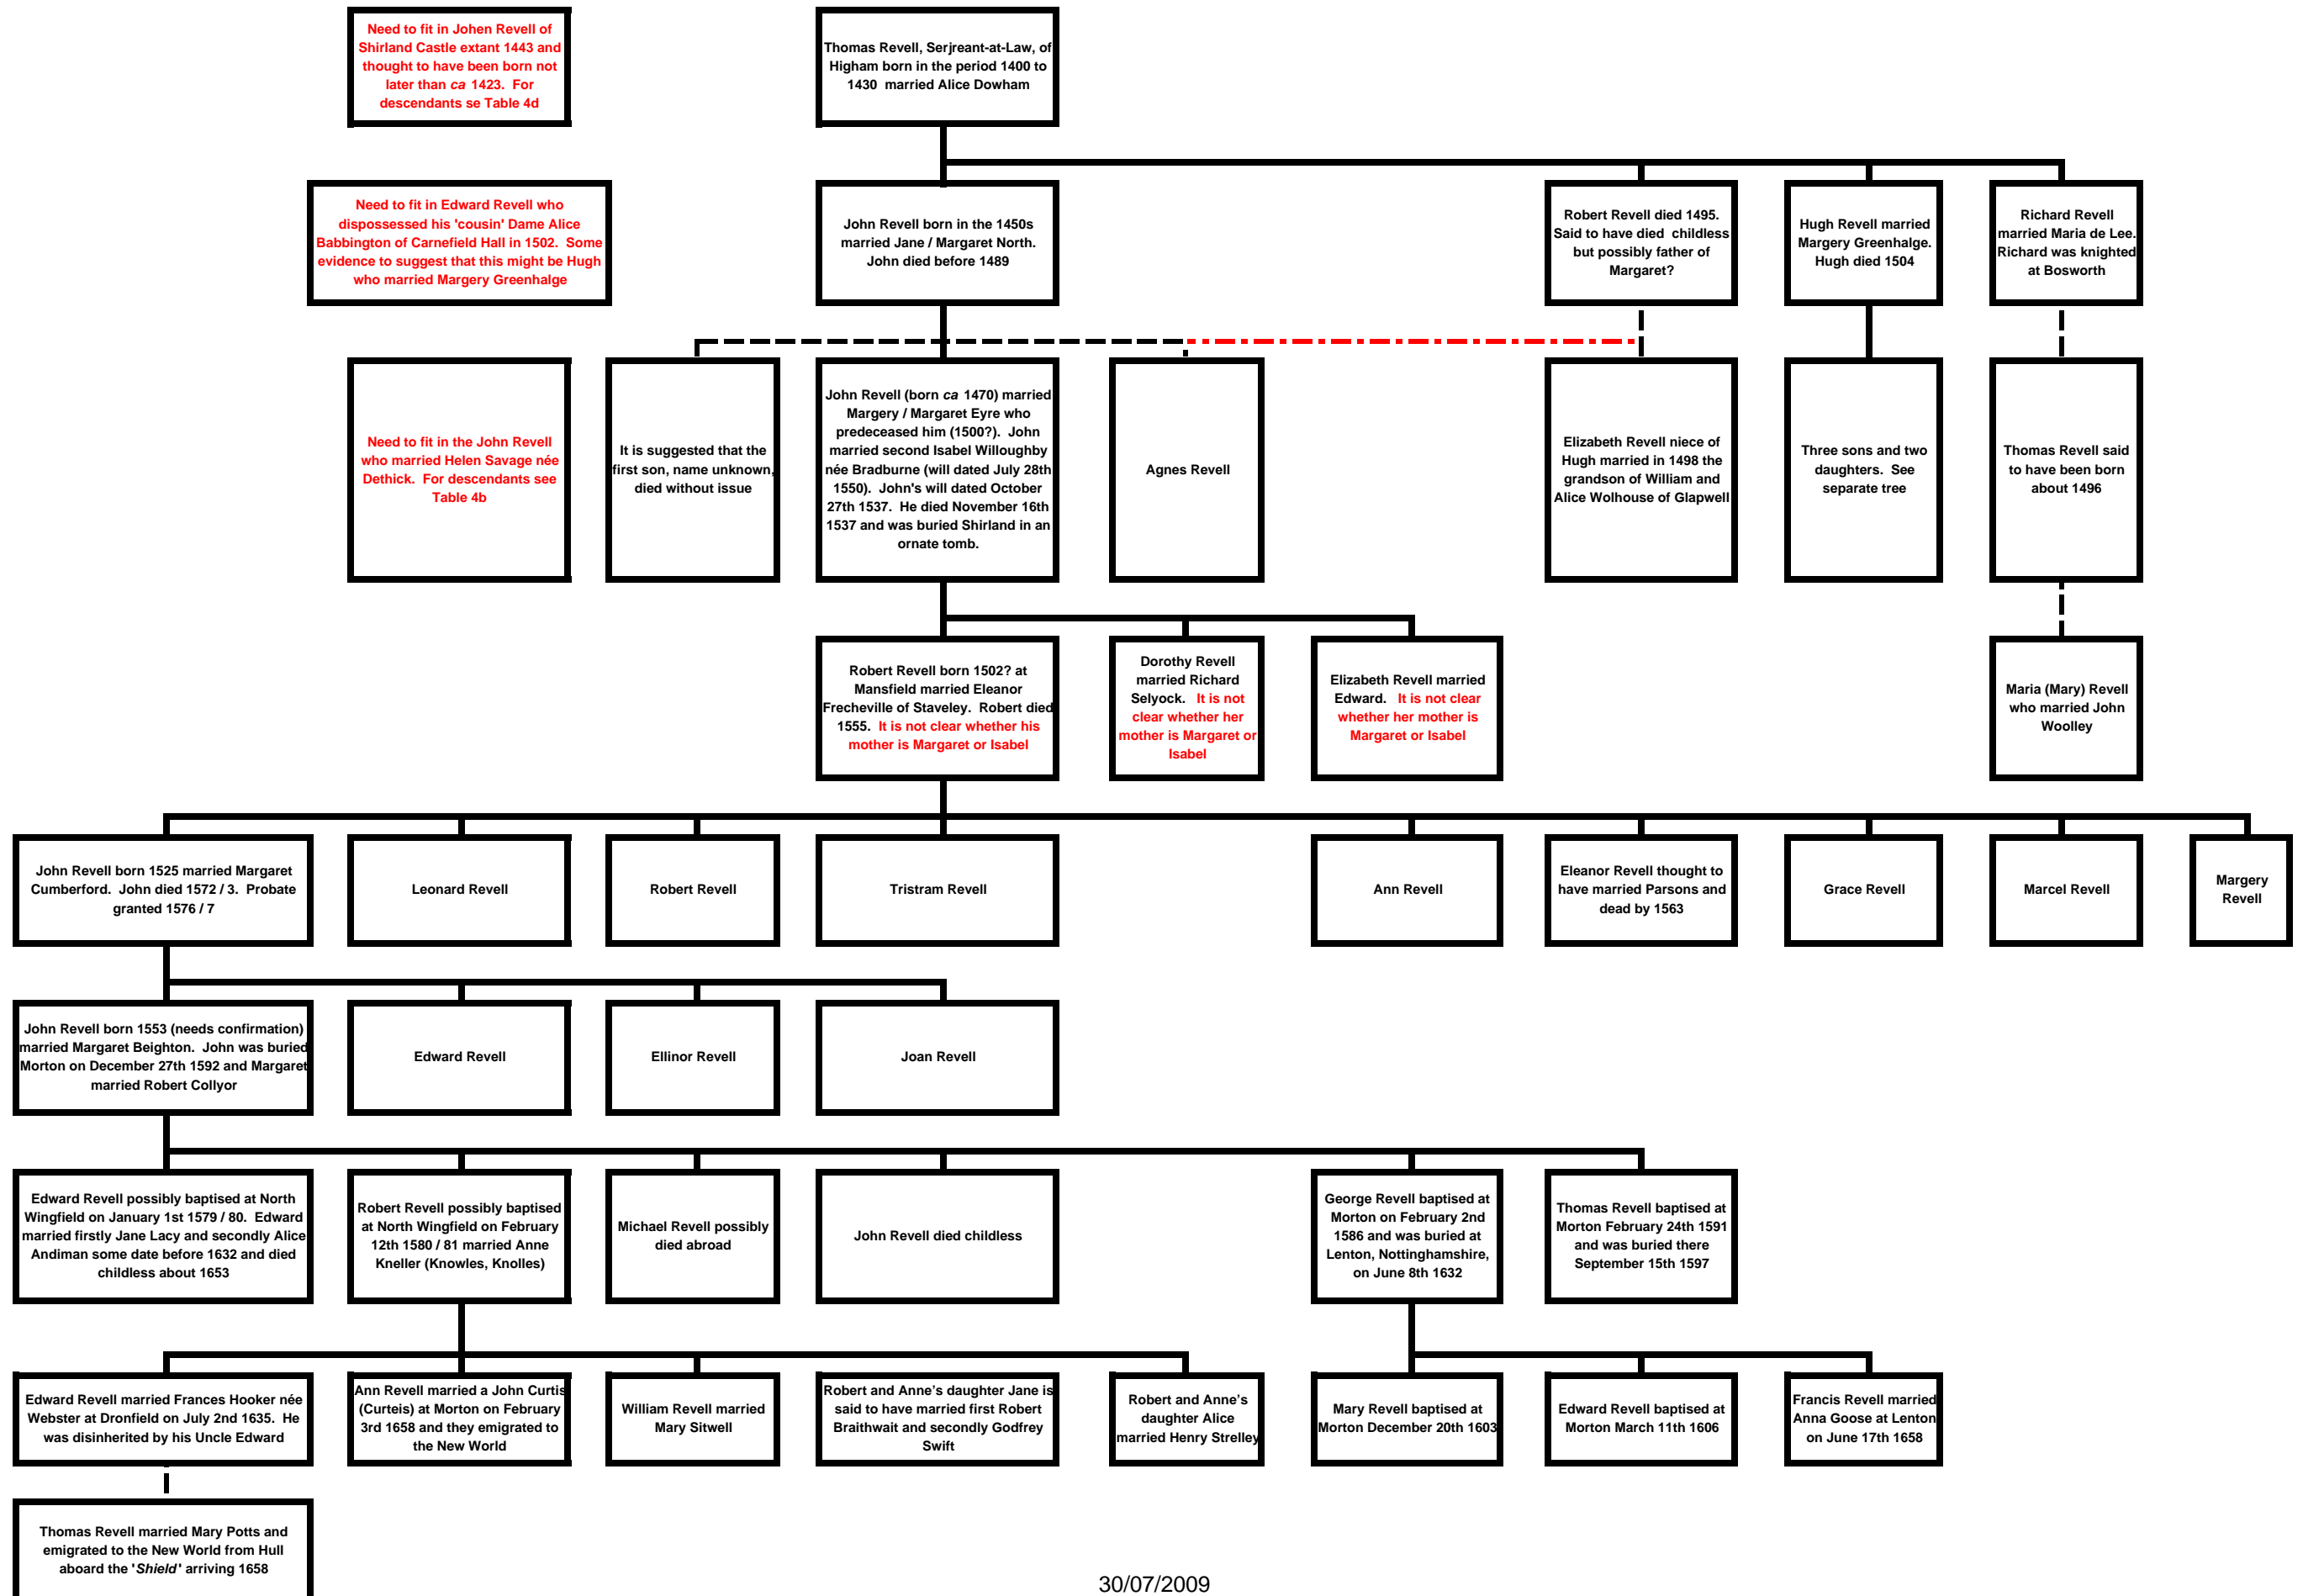 Need to fit in Johen Revell of
Shirland Castle extant 1443 and
thought to have been born not
later than ca 1423. For
descendants se Table 4d
Thomas Revell, Serjreant-at-Law, of
Higham born in the period 1400 to
1430 married Alice Dowham
Need to fit in Edward Revell who
dispossessed his 'cousin' Dame Alice
Babbington of Carnefield Hall in 1502. Some
evidence to suggest that this might be Hugh
who married Margery Greenhalge
John Revell born in the 1450s
married Jane / Margaret North.
John died before 1489
Robert Revell died 1495.
Said to have died childless
but possibly father of
Margaret?
Hugh Revell married
Margery Greenhalge.
Hugh died 1504
Richard Revell
married Maria de Lee.
Richard was knighted
at Bosworth
Need to fit in the John Revell
who married Helen Savage née
Dethick. For descendants see
Table 4b
It is suggested that the
first son, name unknown,
died without issue
John Revell (born ca 1470) married
Margery / Margaret Eyre who
predeceased him (1500?). John
married second Isabel Willoughby
née Bradburne (will dated July 28th
1550). John's will dated October
27th 1537. He died November 16th
1537 and was buried Shirland in an
ornate tomb.
Agnes Revell
Elizabeth Revell niece of
Hugh married in 1498 the
grandson of William and
Alice Wolhouse of Glapwell
Three sons and two
daughters. See
separate tree
Thomas Revell said
to have been born
about 1496
Robert Revell born 1502? at
Mansfield married Eleanor
Frecheville of Staveley. Robert died
1555. It is not clear whether his
mother is Margaret or Isabel
Dorothy Revell
married Richard
Selyock. It is not
clear whether her
mother is Margaret or
Isabel
Elizabeth Revell married
Edward. It is not clear
whether her mother is
Margaret or Isabel
Maria (Mary) Revell
who married John
Woolley
John Revell born 1525 married Margaret
Cumberford. John died 1572 / 3. Probate
granted 1576 / 7
Leonard Revell
Robert Revell
Tristram Revell
Ann Revell
Eleanor Revell thought to
have married Parsons and
dead by 1563
Grace Revell
Marcel Revell
Margery
Revell
John Revell born 1553 (needs confirmation)
married Margaret Beighton. John was buried
Morton on December 27th 1592 and Margaret
married Robert Collyor
Edward Revell
Ellinor Revell
Joan Revell
Edward Revell possibly baptised at North
Wingfield on January 1st 1579 / 80. Edward
married firstly Jane Lacy and secondly Alice
Andiman some date before 1632 and died
childless about 1653
Robert Revell possibly baptised
at North Wingfield on February
12th 1580 / 81 married Anne
Kneller (Knowles, Knolles)
Michael Revell possibly
died abroad
John Revell died childless
George Revell baptised at
Morton on February 2nd
1586 and was buried at
Lenton, Nottinghamshire,
on June 8th 1632
Thomas Revell baptised at
Morton February 24th 1591
and was buried there
September 15th 1597
Edward Revell married Frances Hooker née
Webster at Dronfield on July 2nd 1635. He
was disinherited by his Uncle Edward
Ann Revell married a John Curtis
(Curteis) at Morton on February
3rd 1658 and they emigrated to
the New World
William Revell married
Mary Sitwell
Robert and Anne's daughter Jane is
said to have married first Robert
Braithwait and secondly Godfrey
Swift
Robert and Anne's
daughter Alice
married Henry Strelley
Mary Revell baptised at
Morton December 20th 1603
Edward Revell baptised at
Morton March 11th 1606
Francis Revell married
Anna Goose at Lenton
on June 17th 1658
Thomas Revell married Mary Potts and
emigrated to the New World from Hull
aboard the 'Shield' arriving 1658
30/07/2009